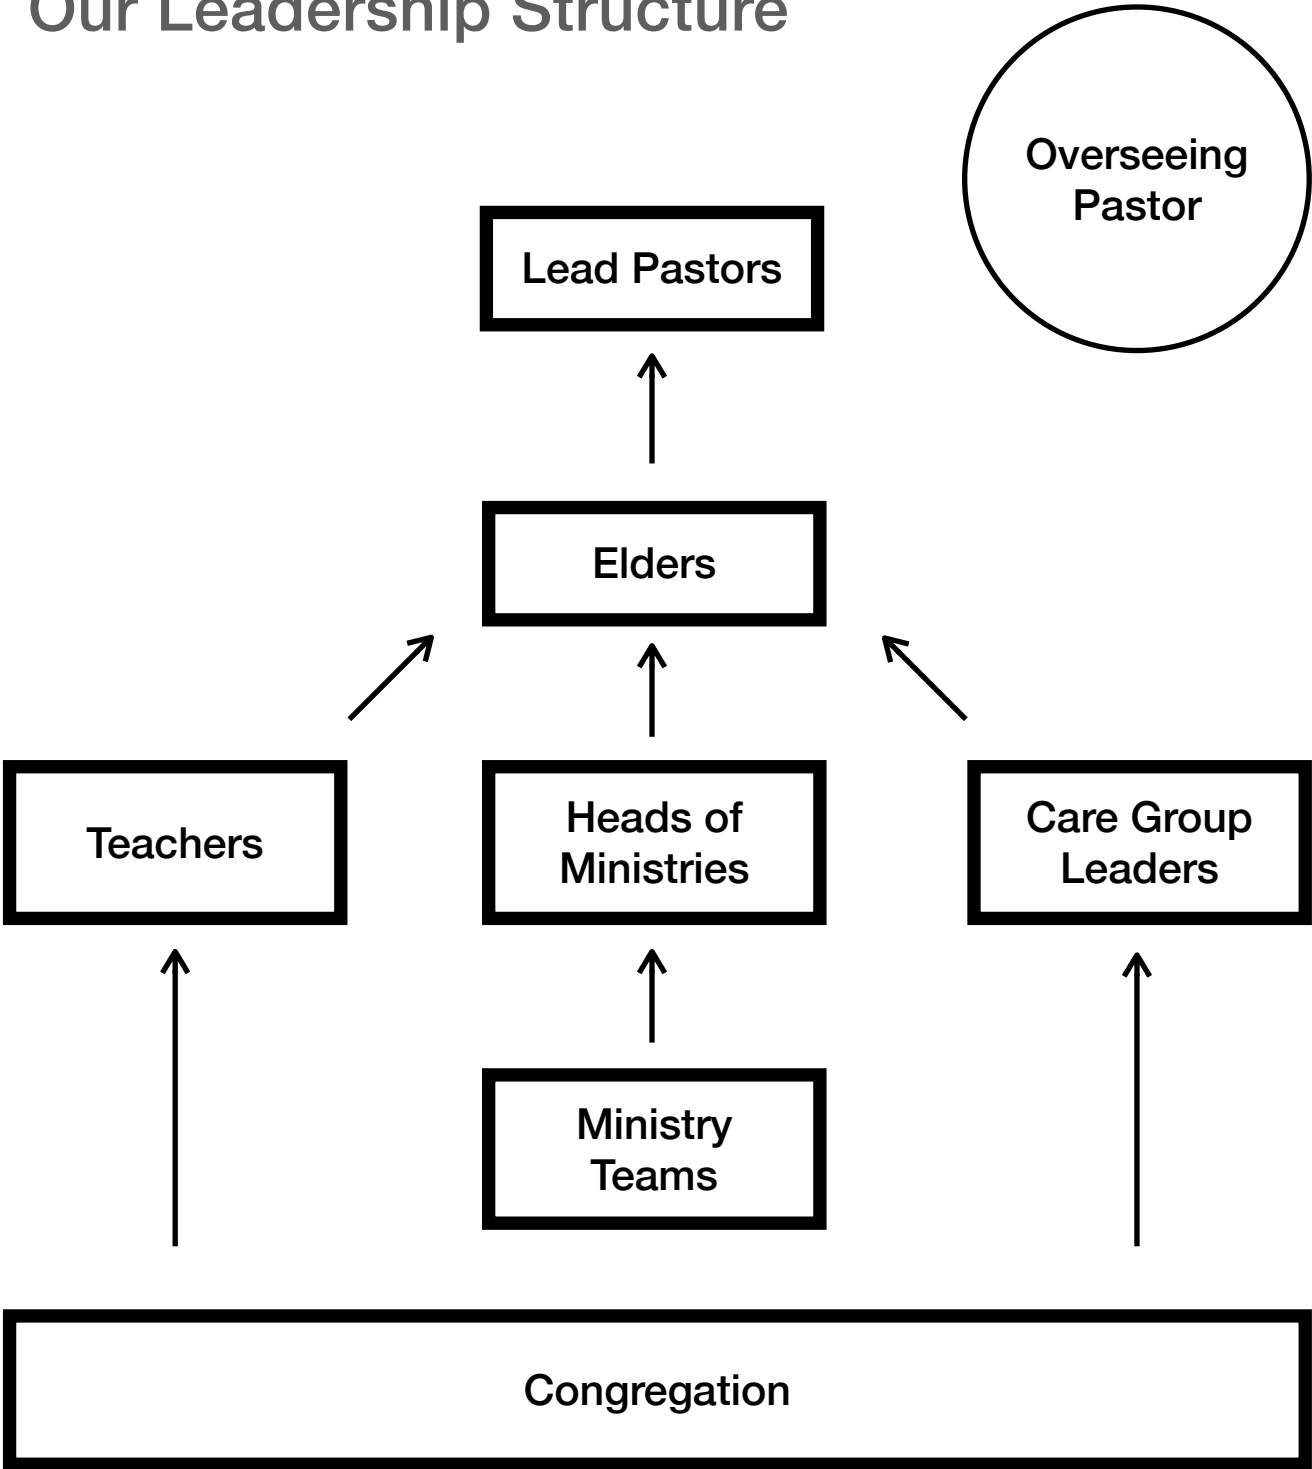 Our Leadership Structure
Overseeing
Pastor
Lead Pastors
Elders
Teachers
Heads of
Ministries
Care Group
Leaders
Ministry
Teams
Congregation